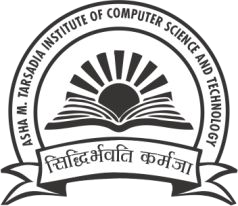 ASHA M. TARSADIA INSTITUTE OF COMPUTER SCIENCE AND TECHNOLOGY
सिद्धिर्भवति कर्मजा